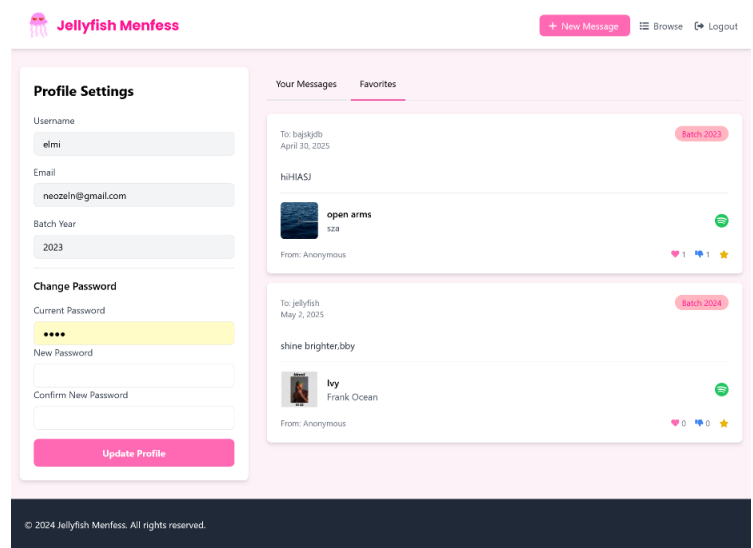 Jellyfish Menfess
New Message
Browse
Logout
Profile Settings
Username
elmi
Email
neozeln@gmail.com
Batch Year
2023
Change Password
Current Password
New Password
Confirm New Password
Update Profile
Your Messages
Favorites
To: bajskjdb
Batch 2023
April 30, 2025
hiHIASJ
open arms
sza
From: Anonymous
1
1
To: jellyfish
Batch 2024
May 2, 2025
shine brighter,bby
Ivy
Frank Ocean
From: Anonymous
0
0
© 2024 Jellyfish Menfess. All rights reserved.